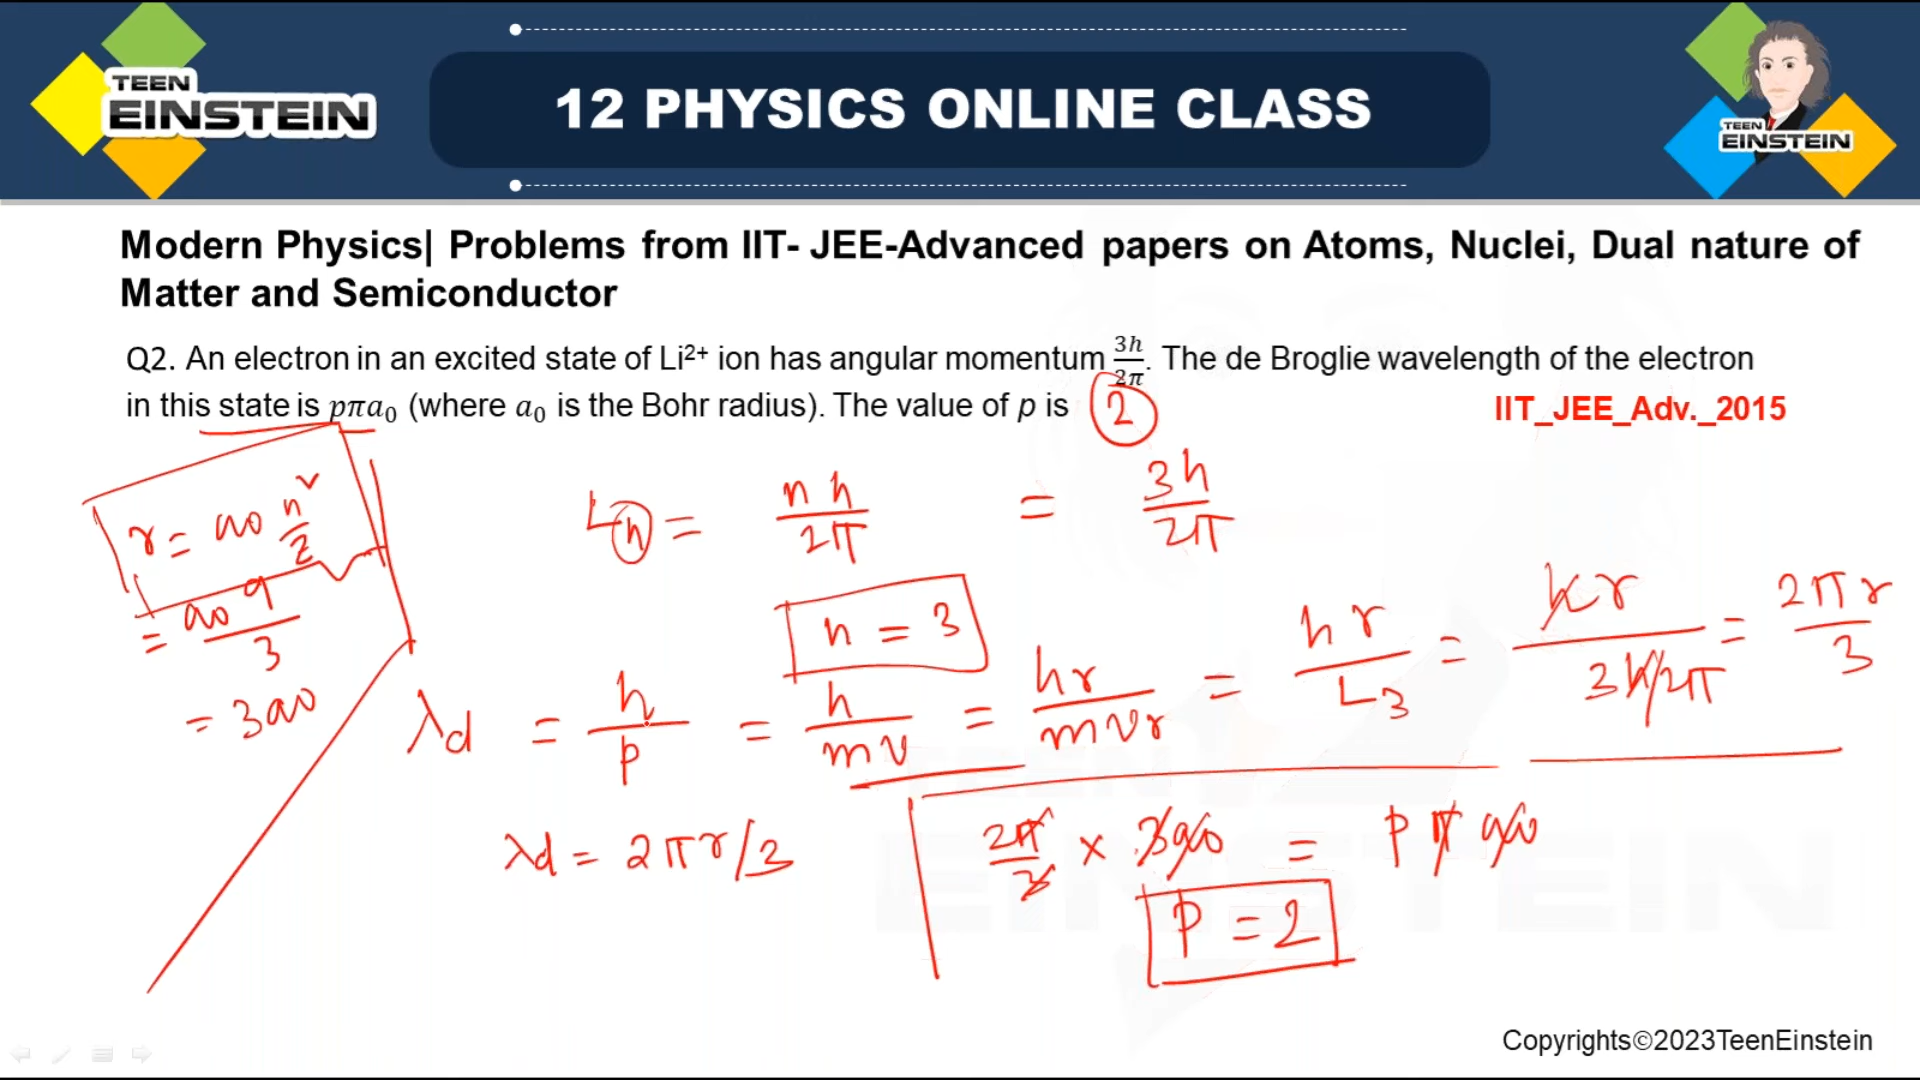 TEEN
EINSTEIN
12 PHYSICS ONLINE CLASS
TEEN
EINSTEIN
Modern Physics| Problems from IIT- JEE-Advanced papers on Atoms, Nuclei, Dual nature of
Matter and Semiconductor
Q2. An electron in an excited state of Li²⁺ ion has angular momentum 3h/2π. The de Broglie wavelength of the electron
in this state is pπa₀ (where a₀ is the Bohr radius). The value of p is 2
IIT_JEE_Adv._2015
r = a0 n²/z
= a0 9/3
= 3a0
Ln = nh/2π = 3h/2π
n = 3
λd = h/p = h/mv = hr/mvr = hr/L3 = hr/3h/2π = 2πr/3
λd = 2πr/3
2π/3 × 3a0 = pπa0
p = 2
EINSTEIN
Copyrights©2023TeenEinstein